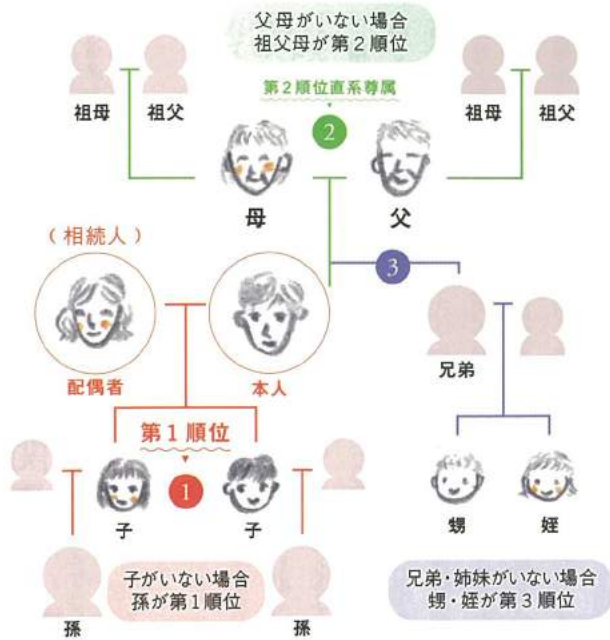 父母がいない場合
祖父母が第2順位
祖母
祖父
第2順位直系尊属
2
祖母
祖父
母
父
（相続人）
3
配偶者
本人
兄弟
第1順位
1
子
子
甥
姪
孫
子がいない場合
孫が第1順位
孫
兄弟・姉妹がいない場合
甥・姪が第3順位